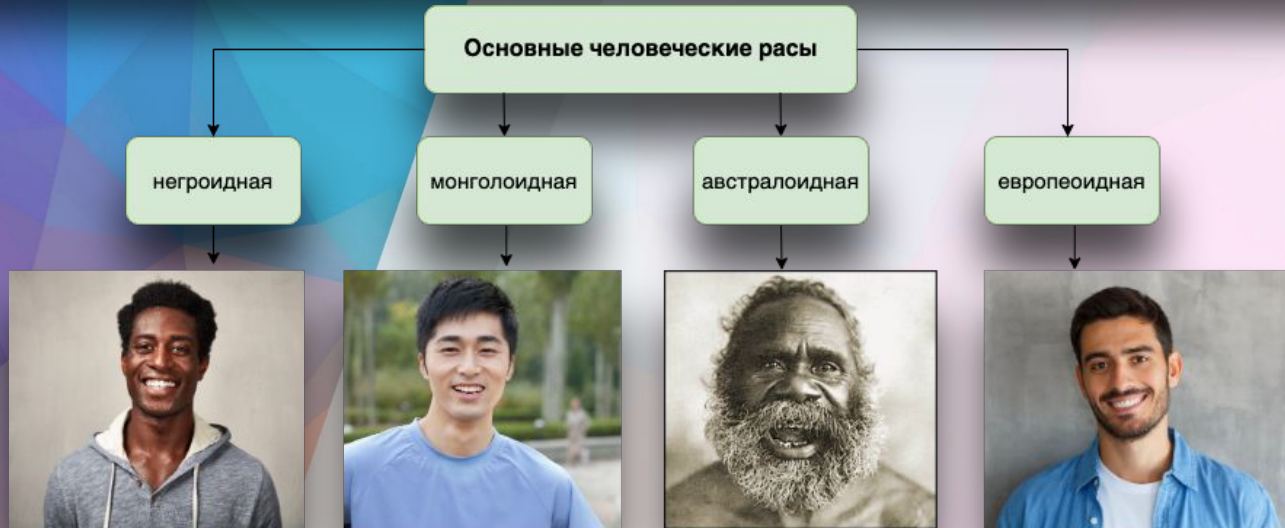 Основные человеческие расы
негроидная
монголоидная
австралоидная
европеоидная